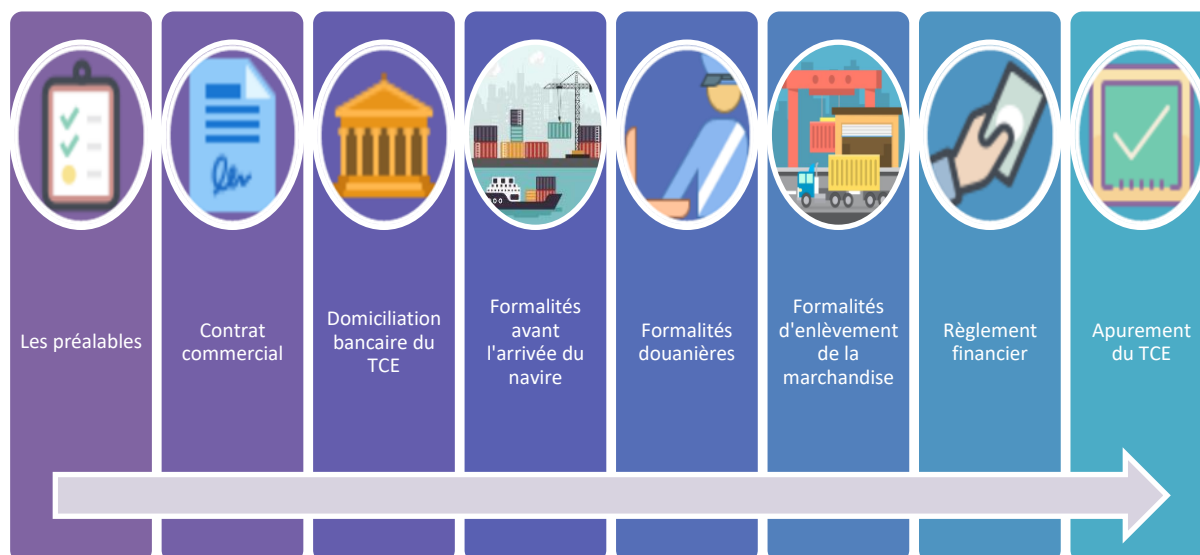 Les préalables
Contrat
commercial
Domiciliation
bancaire du
TCE
Formalités
avant
l'arrivée du
navire
Formalités
douanières
Formalités
d'enlèvement
de la
marchandise
Règlement
financier
Apurement
du TCE